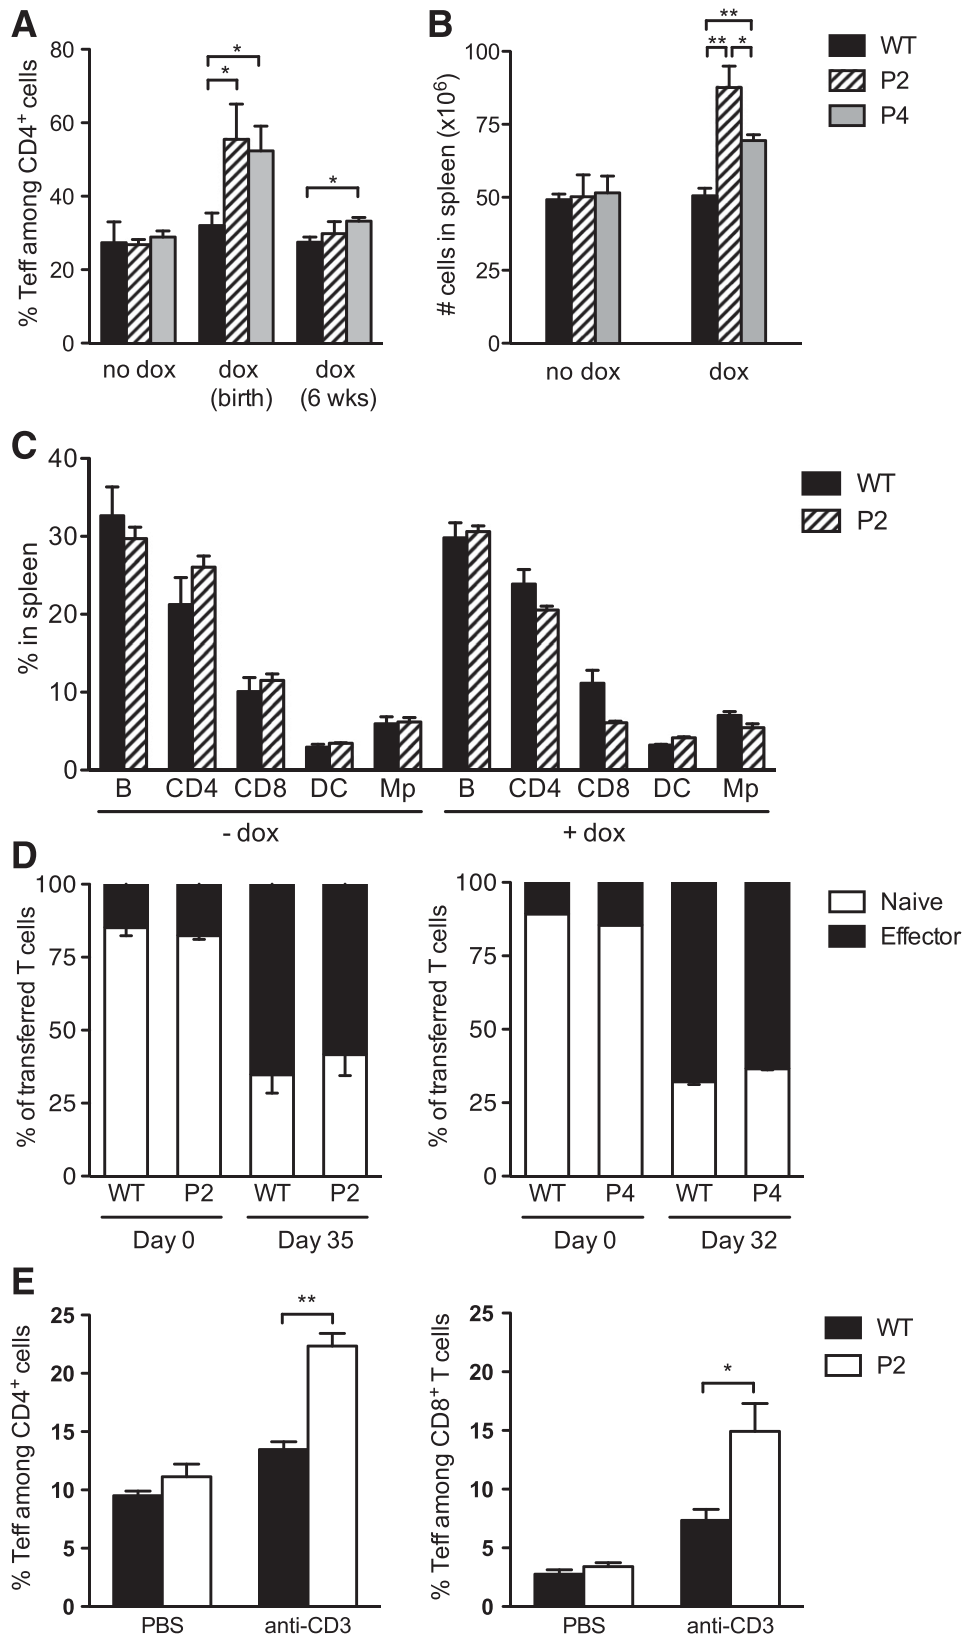 A
% Teff among CD4+ cells
80
60
40
20
0
*
*
*
no dox
dox
(birth)
dox
(6 wks)
B
# cells in spleen (x10⁶)
100
75
50
25
0
**
** *
no dox
dox
WT
P2
P4
C
% in spleen
40
30
20
10
0
B CD4 CD8 DC Mp B CD4 CD8 DC Mp
- dox + dox
WT
P2
D
% of transferred T cells
100
75
50
25
0
WT P2 WT P2
Day 0 Day 35
% of transferred T cells
100
75
50
25
0
WT P4 WT P4
Day 0 Day 32
Naive
Effector
E
% Teff among CD4+ cells
25
20
15
10
5
0
**
PBS anti-CD3
% Teff among CD8+ T cells
25
20
15
10
5
0
*
PBS anti-CD3
WT
P2